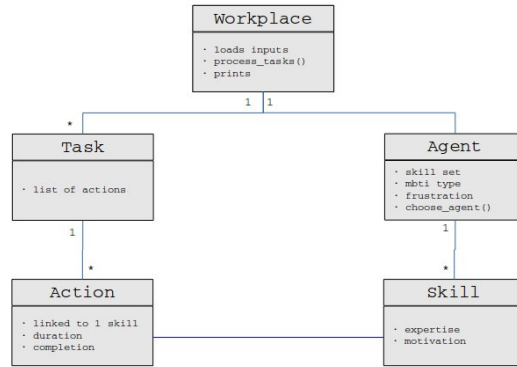 Workplace
· loads inputs
· process_tasks()
· prints
1 1
*
Task
· list of actions
Agent
· skill set
· mbti type
· frustration
· choose_agent()
1
1
*
*
Action
· linked to 1 skill
· duration
· completion
Skill
· expertise
· motivation